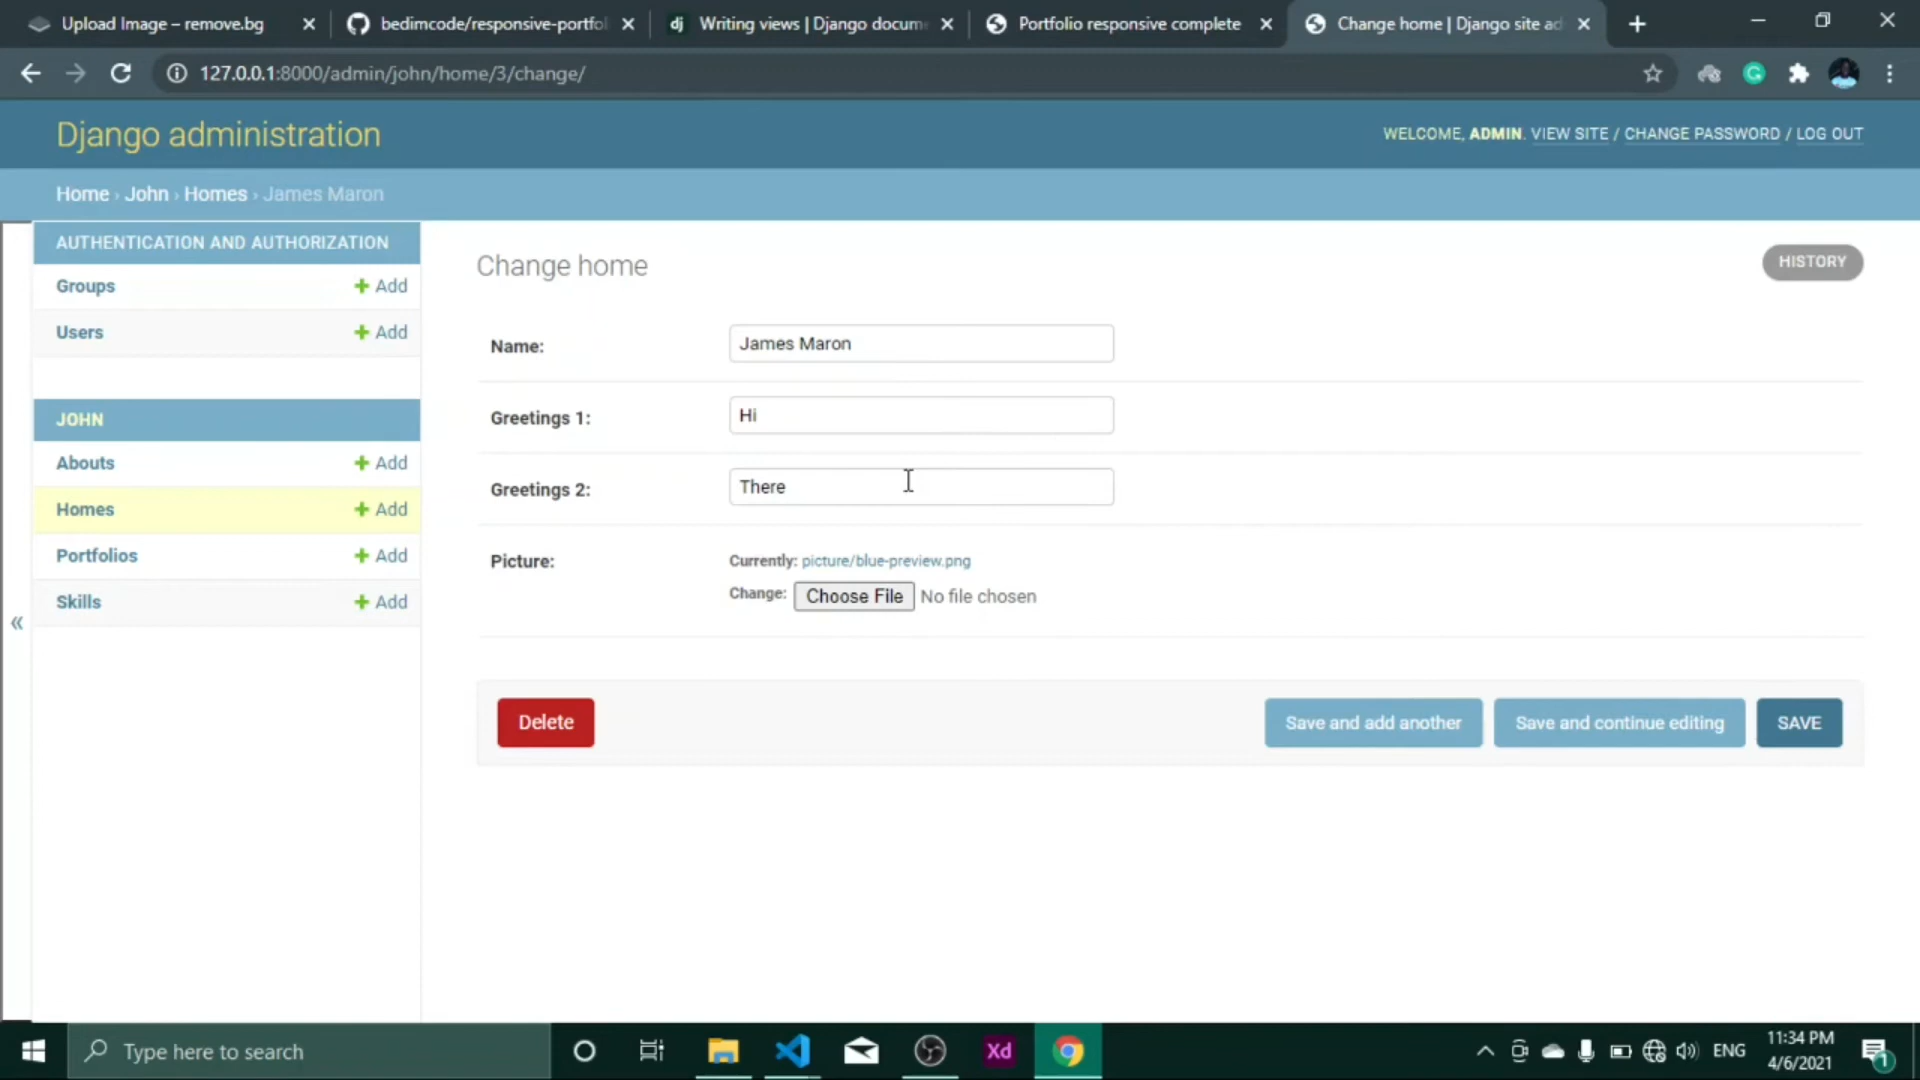 Upload Image – remove.bg
bedimcode/responsive-portfol
dj Writing views | Django docum
Portfolio responsive complete
Change home | Django site ad
127.0.0.1:8000/admin/john/home/3/change/
Django administration
WELCOME, ADMIN. VIEW SITE / CHANGE PASSWORD / LOG OUT
Home › John › Homes › James Maron
AUTHENTICATION AND AUTHORIZATION
Groups + Add
Users + Add
JOHN
Abouts + Add
Homes + Add
Portfolios + Add
Skills + Add
«
Change home
HISTORY
Name: James Maron
Greetings 1: Hi
Greetings 2: There
Picture: Currently: picture/blue-preview.png
Change: Choose File No file chosen
Delete
Save and add another
Save and continue editing
SAVE
Type here to search
Xd
ENG
11:34 PM
4/6/2021
1